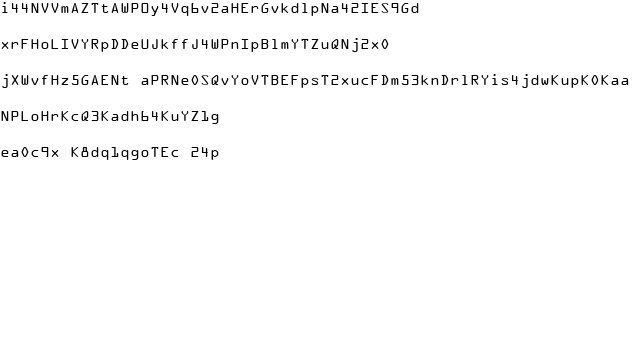 i44NVVmAZTtAWPOy4Vq6v2aHErGvkdlpNa42IES9Gd
xrFHoLIVYRpDDeUJkffJ4WPnIpBlmYTZuQNj2x0
jXWvfHz5GAENt aPRNe0SQvYoVTBEFpsT2xucFDm53knDrlRYis4jdwKupK0Kaa
NPLoHrKcQ3Kadh64KuYZ1g
ea0c9x K8dq1qgoTEc 24p